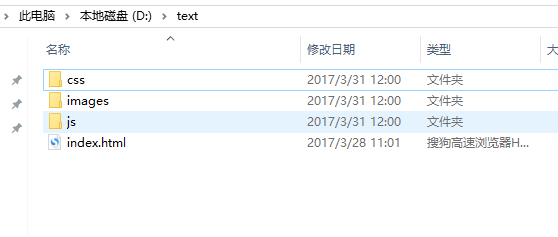 此电脑 > 本地磁盘 (D:) > text
名称 修改日期 类型 大
css 2017/3/31 12:00 文件夹
images 2017/3/31 12:00 文件夹
js 2017/3/31 12:00 文件夹
index.html 2017/3/28 11:01 搜狗高速浏览器H...